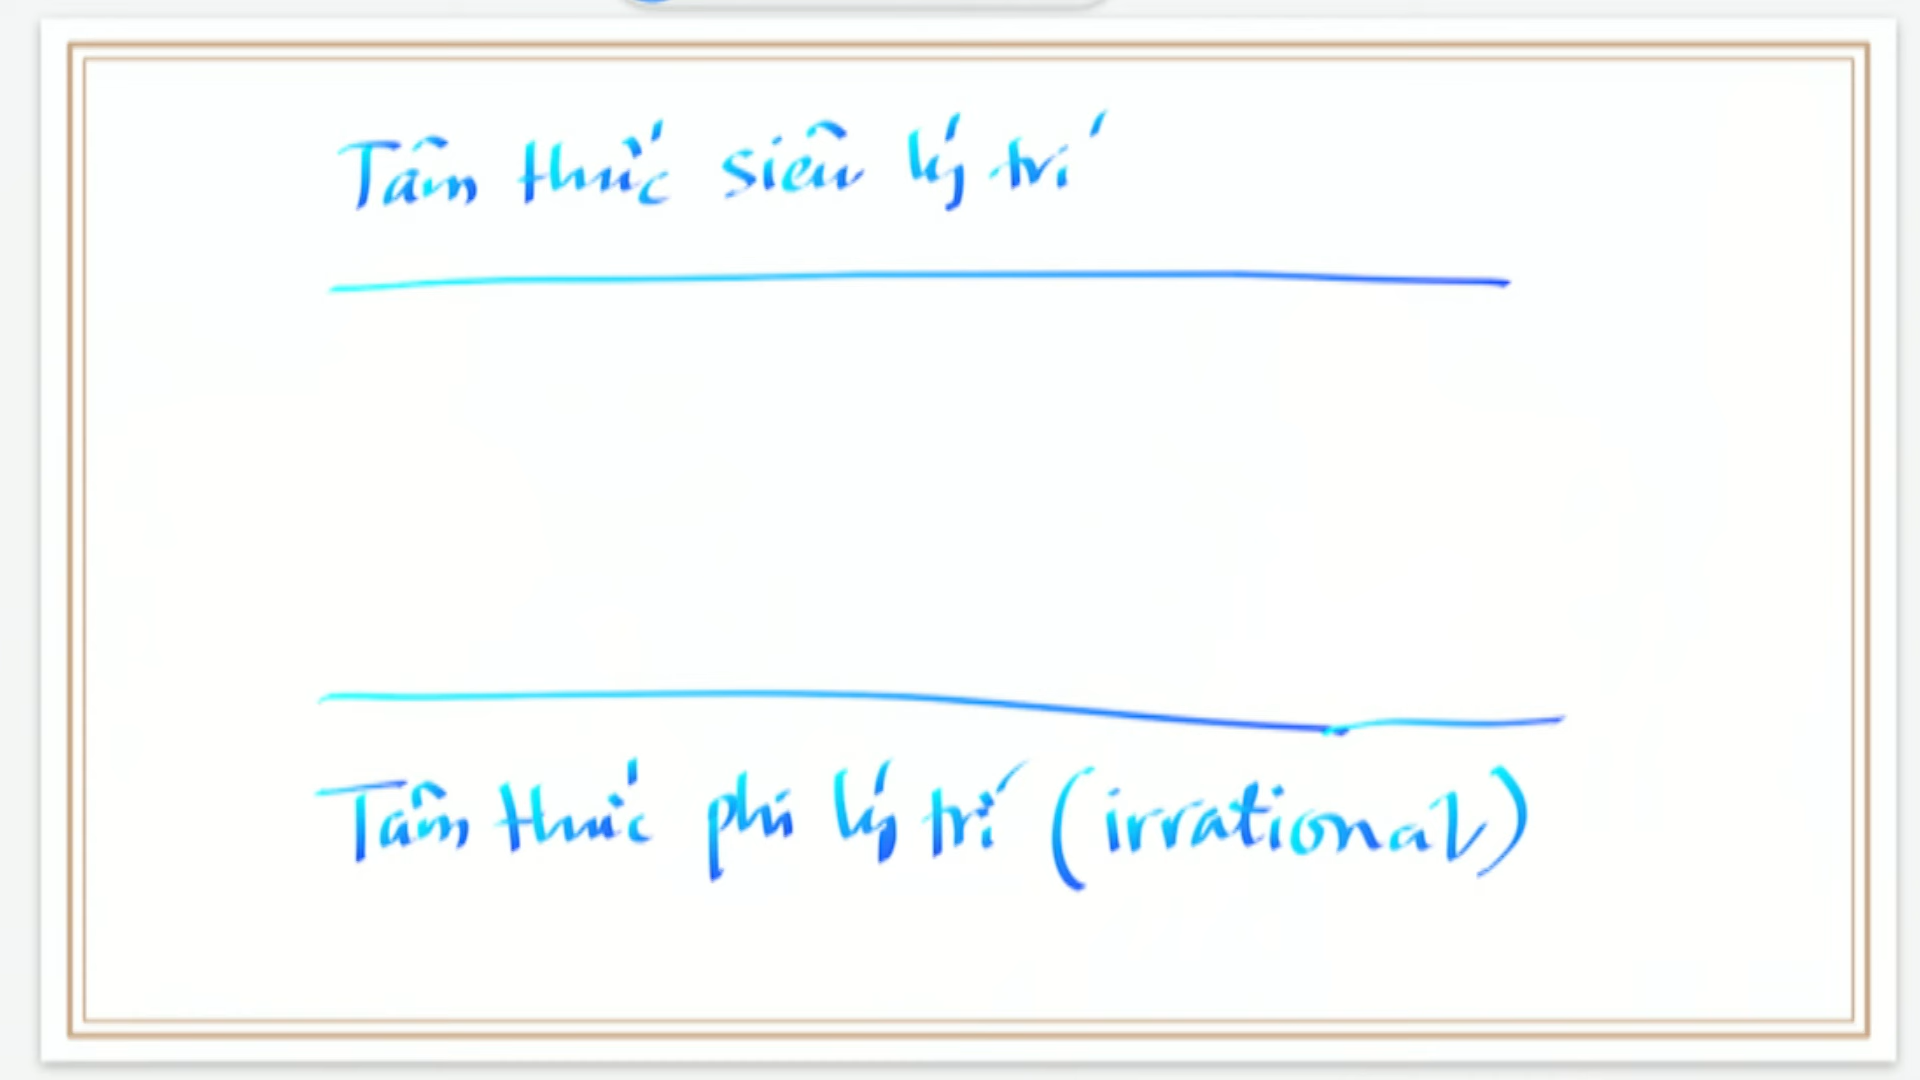 Tâm thức siêu lý trí
Tâm thức phi lý trí (irrational)